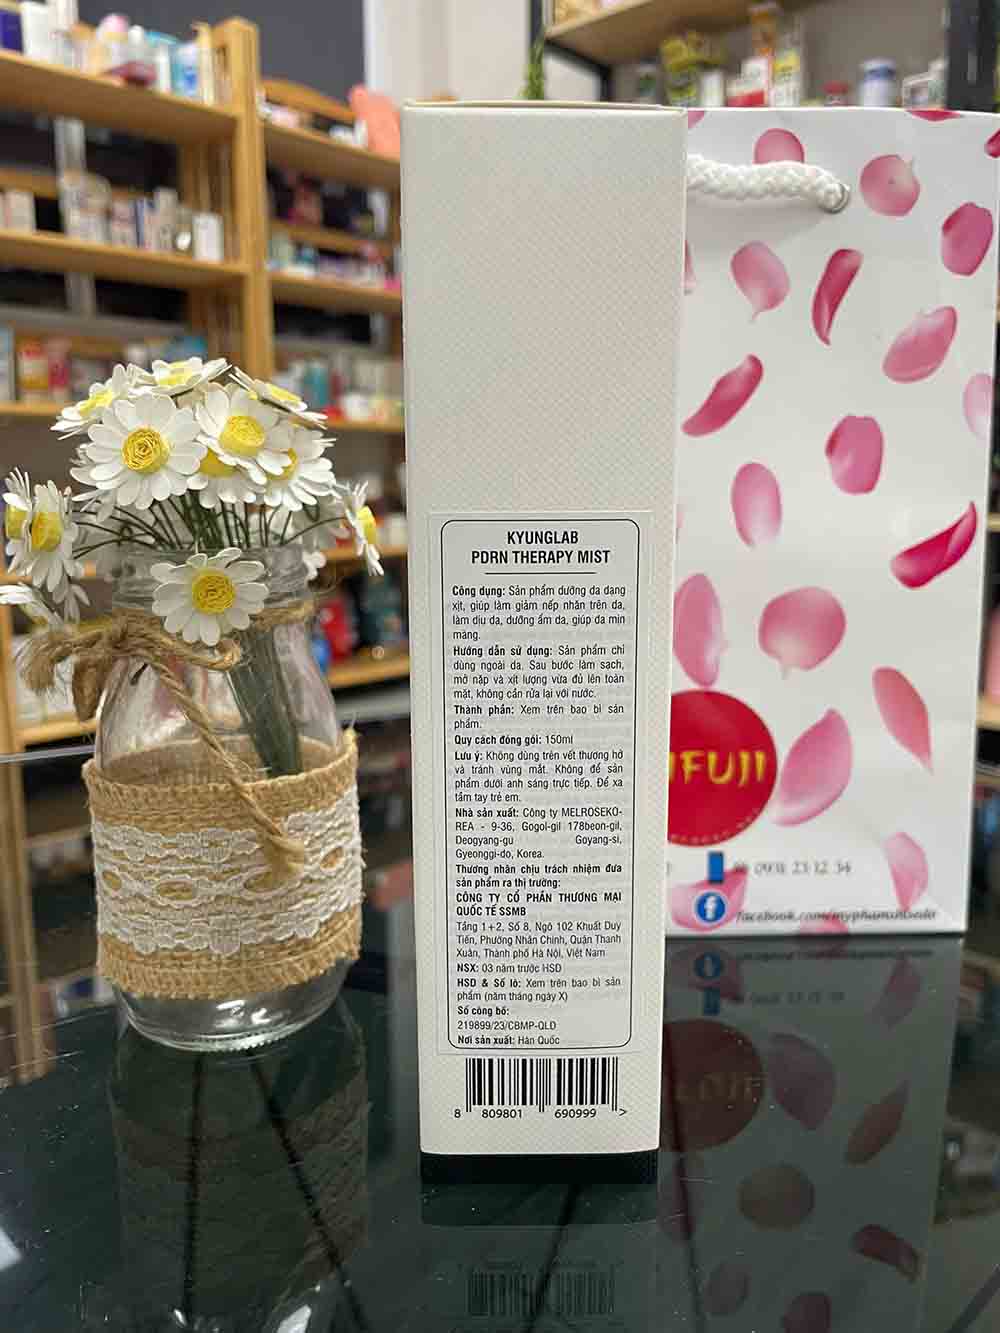 KYUNGLAB
PDRN THERAPY MIST
Công dụng: Sản phẩm dưỡng da dạng
xịt, giúp làm giảm nếp nhăn trên da,
làm dịu da, dưỡng ẩm da, giúp da mịn
màng.
Hướng dẫn sử dụng: Sản phẩm chỉ
dùng ngoài da. Sau bước làm sạch,
mở nắp và xịt lượng vừa đủ lên toàn
mặt, không cần rửa lại với nước.
Thành phần: Xem trên bao bì sản
phẩm.
Quy cách đóng gói: 150ml
Lưu ý: Không dùng trên vết thương hở
và tránh vùng mắt. Không để sản
phẩm dưới ánh sáng trực tiếp. Để xa
tầm tay trẻ em.
Nhà sản xuất: Công ty MELROSEKO-
REA - 9-36, Gogol-gil 178beon-gil,
Deogyang-gu Goyang-si,
Gyeonggi-do, Korea.
Thương nhân chịu trách nhiệm đưa
sản phẩm ra thị trường:
CÔNG TY CỔ PHẦN THƯƠNG MẠI
QUỐC TẾ SSMB
Tầng 1+2, Số 8, Ngõ 102 Khuất Duy
Tiến, Phường Nhân Chính, Quận Thanh
Xuân, Thành phố Hà Nội, Việt Nam
NSX: 03 năm trước HSD
HSD & Số lô: Xem trên bao bì sản
phẩm (năm tháng ngày X)
Số công bố:
219899/23/CBMP-QLD
Nơi sản xuất: Hàn Quốc
8 809801 690999 >
FUJI
0931 23 12 34